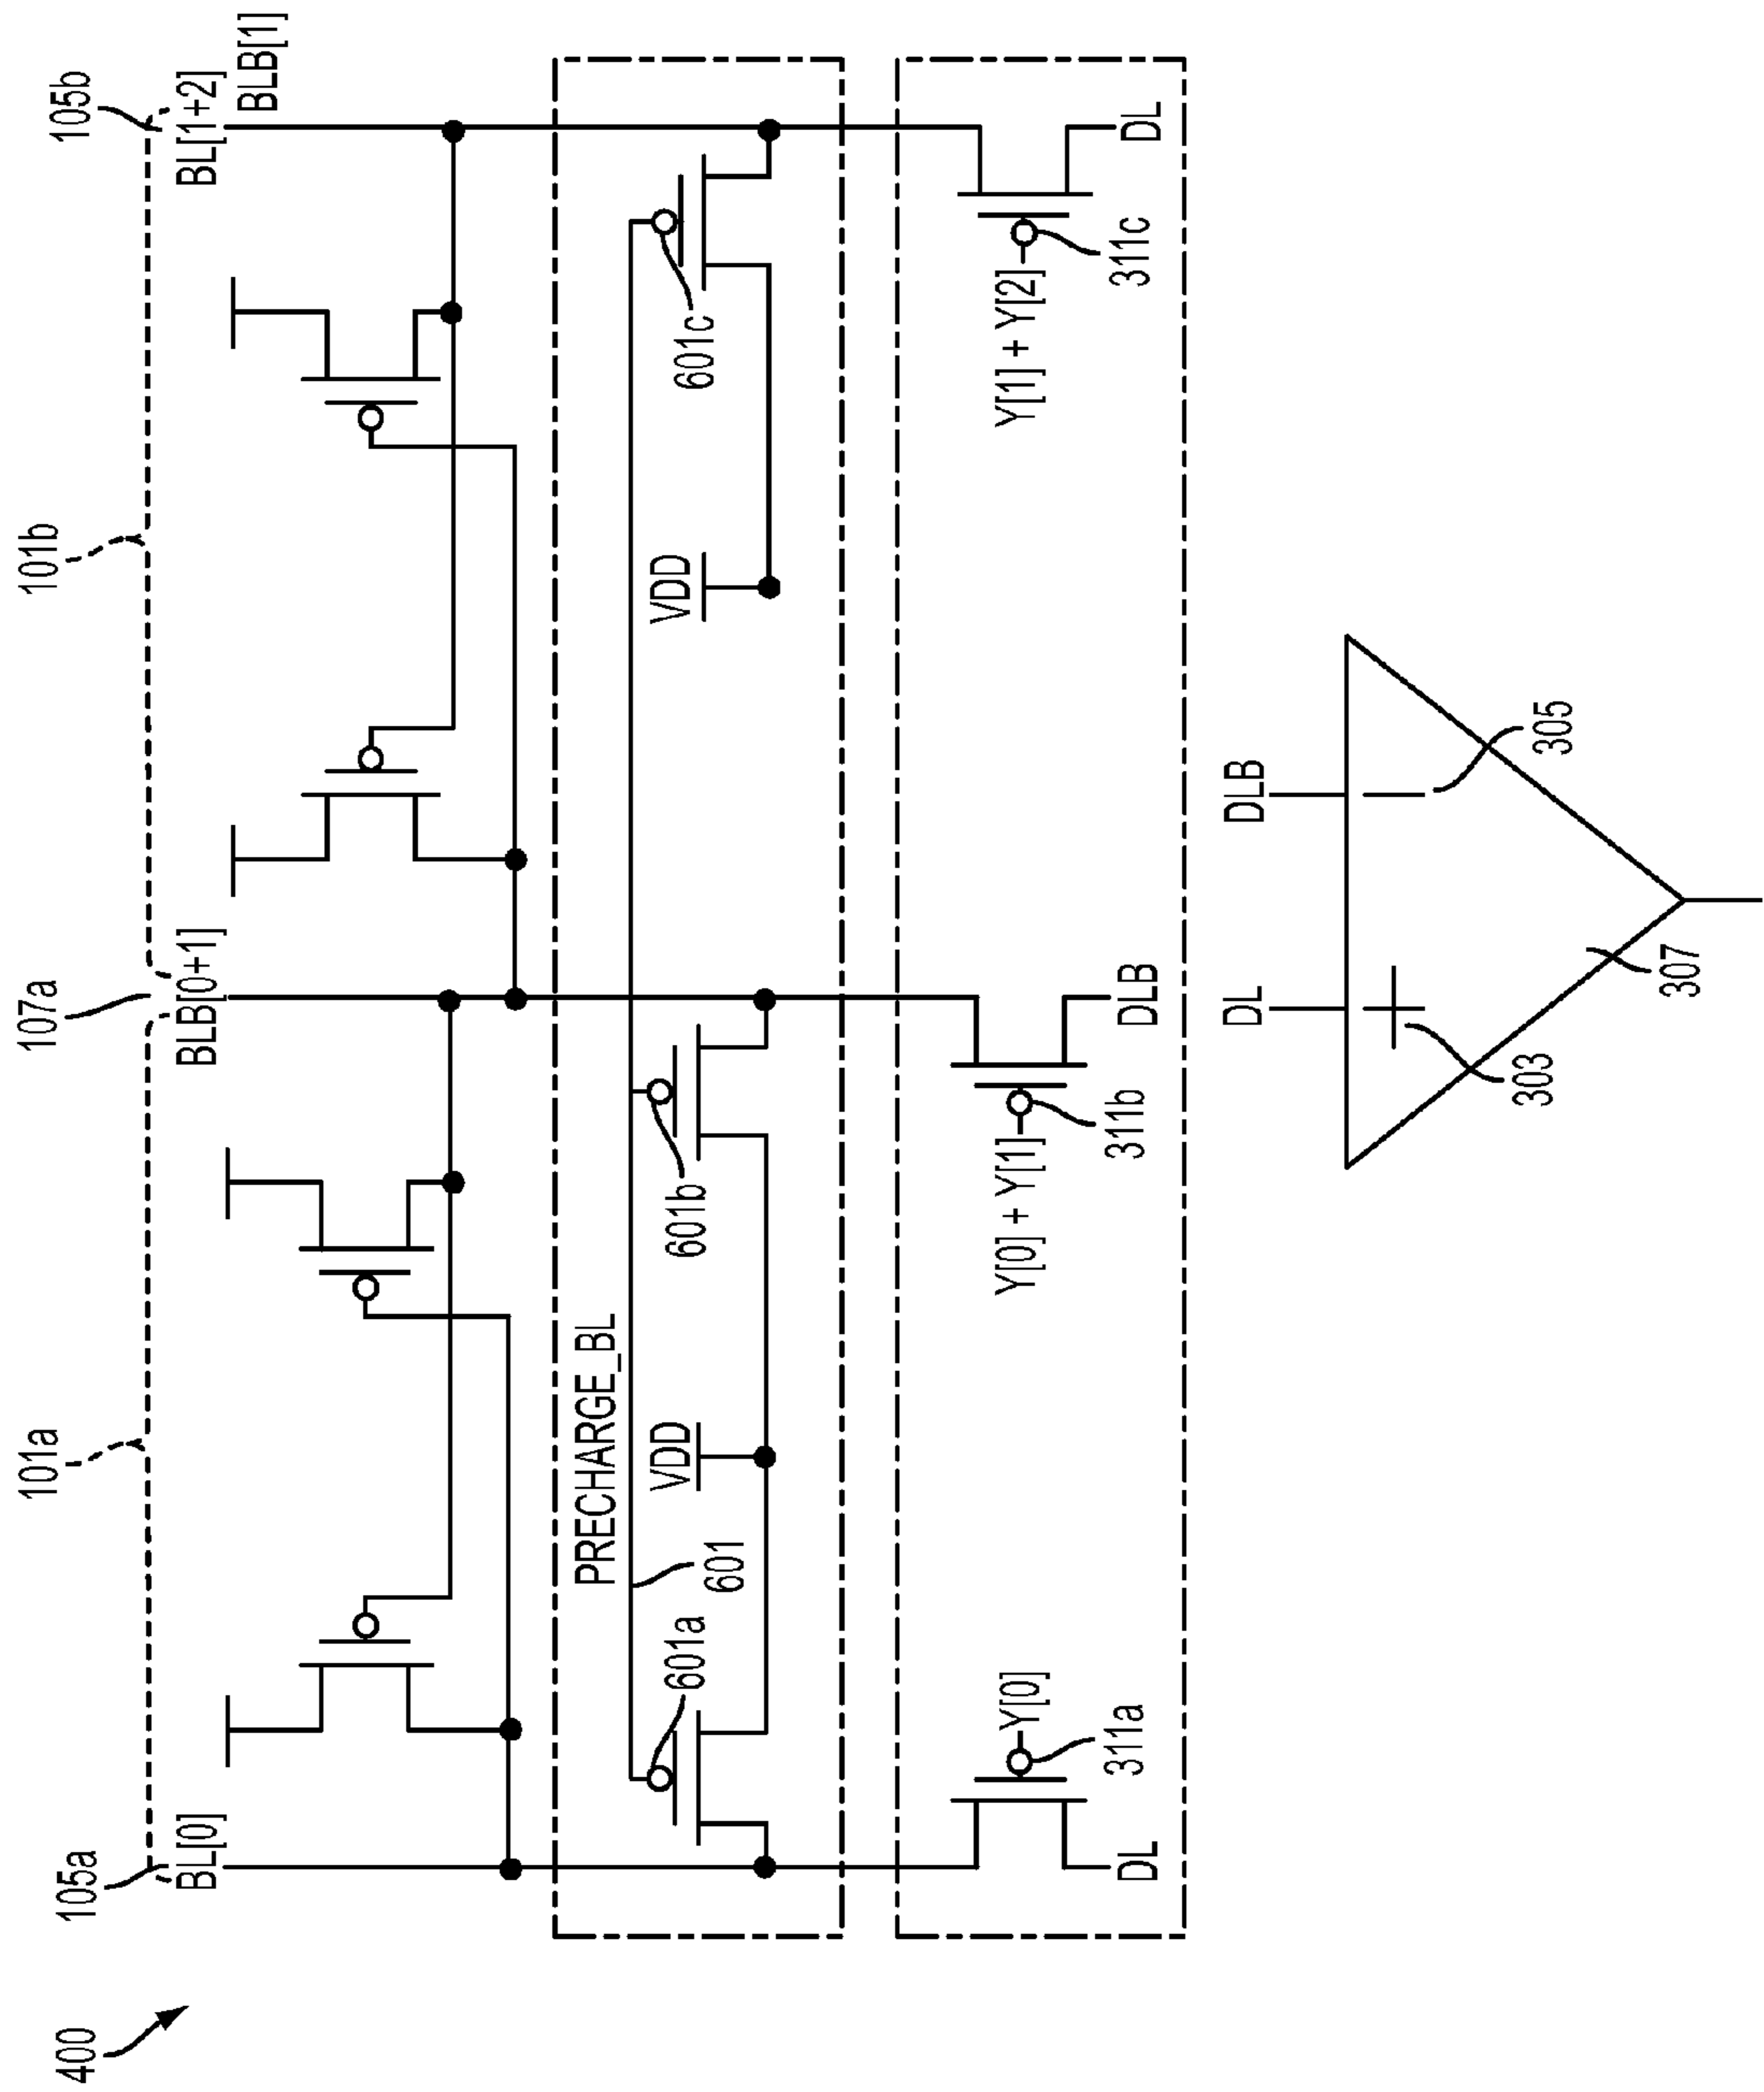 400
105a
101a
107a
101b
105b
BL[0]
BLB[0+1]
BL[1+2]
BLB[1]
PRECHARGE_BL
601a
601
VDD
601b
VDD
601c
Y[0]
311a
Y[0] + Y[1]
311b
Y[1] + Y[2]
311c
DL
DLB
DL
DL
DLB
303
305
307